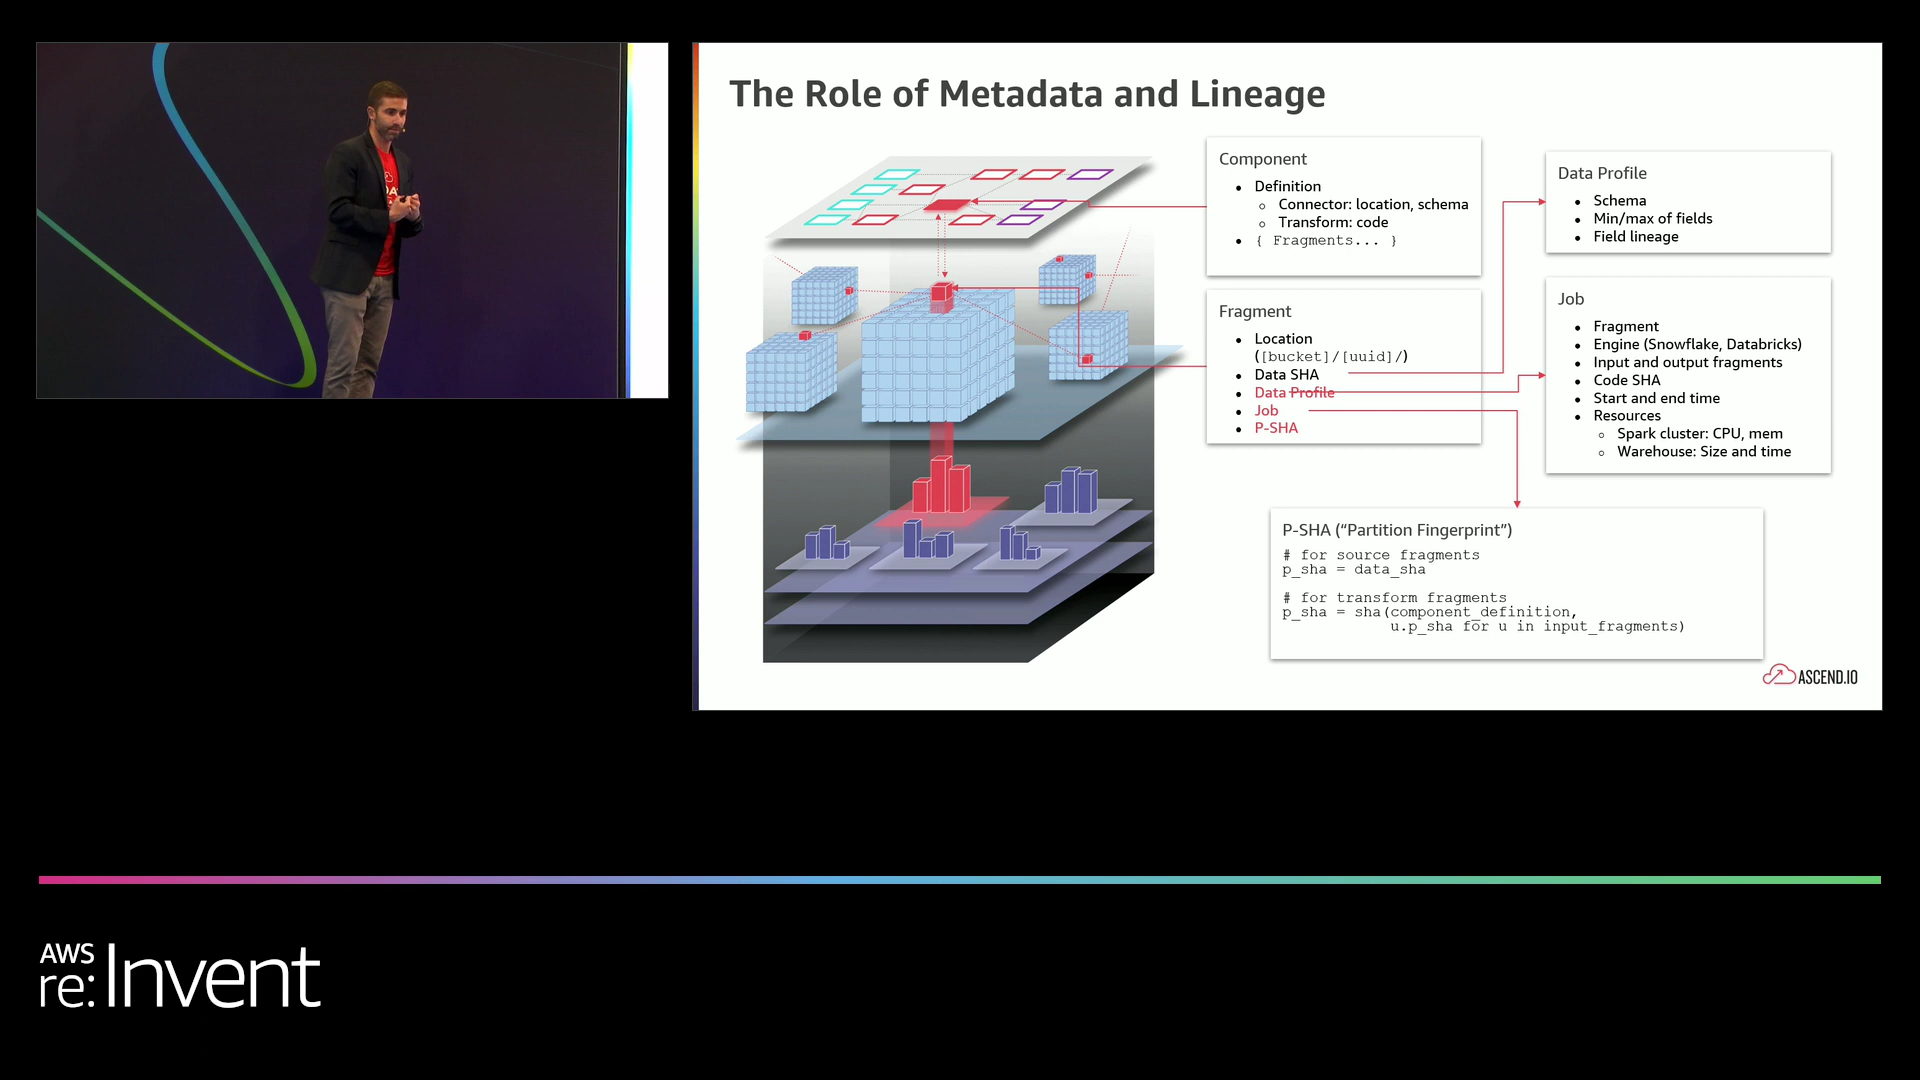 The Role of Metadata and Lineage
Component
• Definition
○ Connector: location, schema
○ Transform: code
• { Fragments... }
Fragment
• Location
([bucket]/[uuid]/)
• Data SHA
• Data Profile
• Job
• P-SHA
Data Profile
• Schema
• Min/max of fields
• Field lineage
Job
• Fragment
• Engine (Snowflake, Databricks)
• Input and output fragments
• Code SHA
• Start and end time
• Resources
○ Spark cluster: CPU, mem
○ Warehouse: Size and time
P-SHA (“Partition Fingerprint”)
# for source fragments
p_sha = data_sha
# for transform fragments
p_sha = sha(component_definition,
u.p_sha for u in input_fragments)
ASCEND.IO
AWS
re:Invent